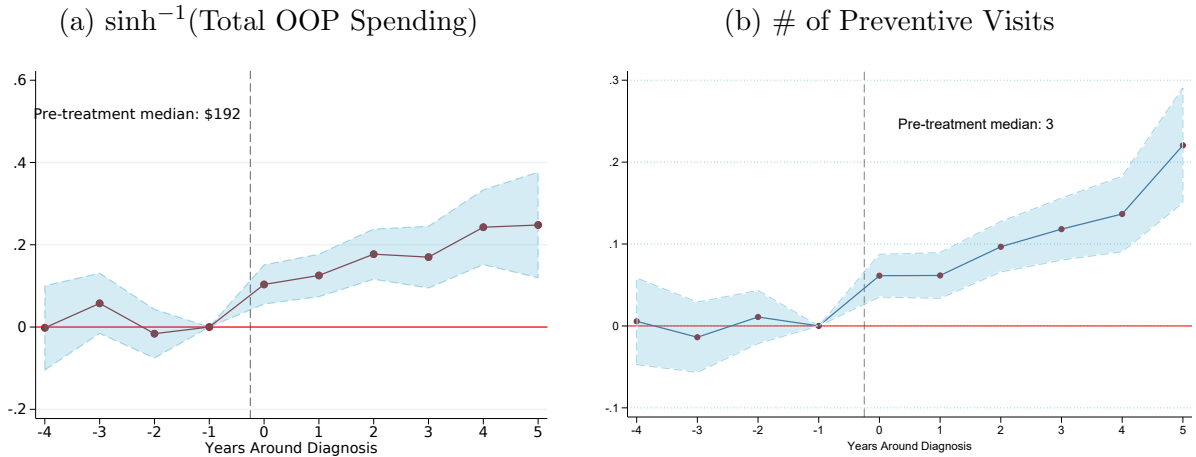 (a) sinh⁻¹(Total OOP Spending)
.6
.4
.2
0
-.2
Pre-treatment median: $192
-4 -3 -2 -1 0 1 2 3 4 5
Years Around Diagnosis
(b) # of Preventive Visits
.3
.2
.1
0
-.1
Pre-treatment median: 3
-4 -3 -2 -1 0 1 2 3 4 5
Years Around Diagnosis